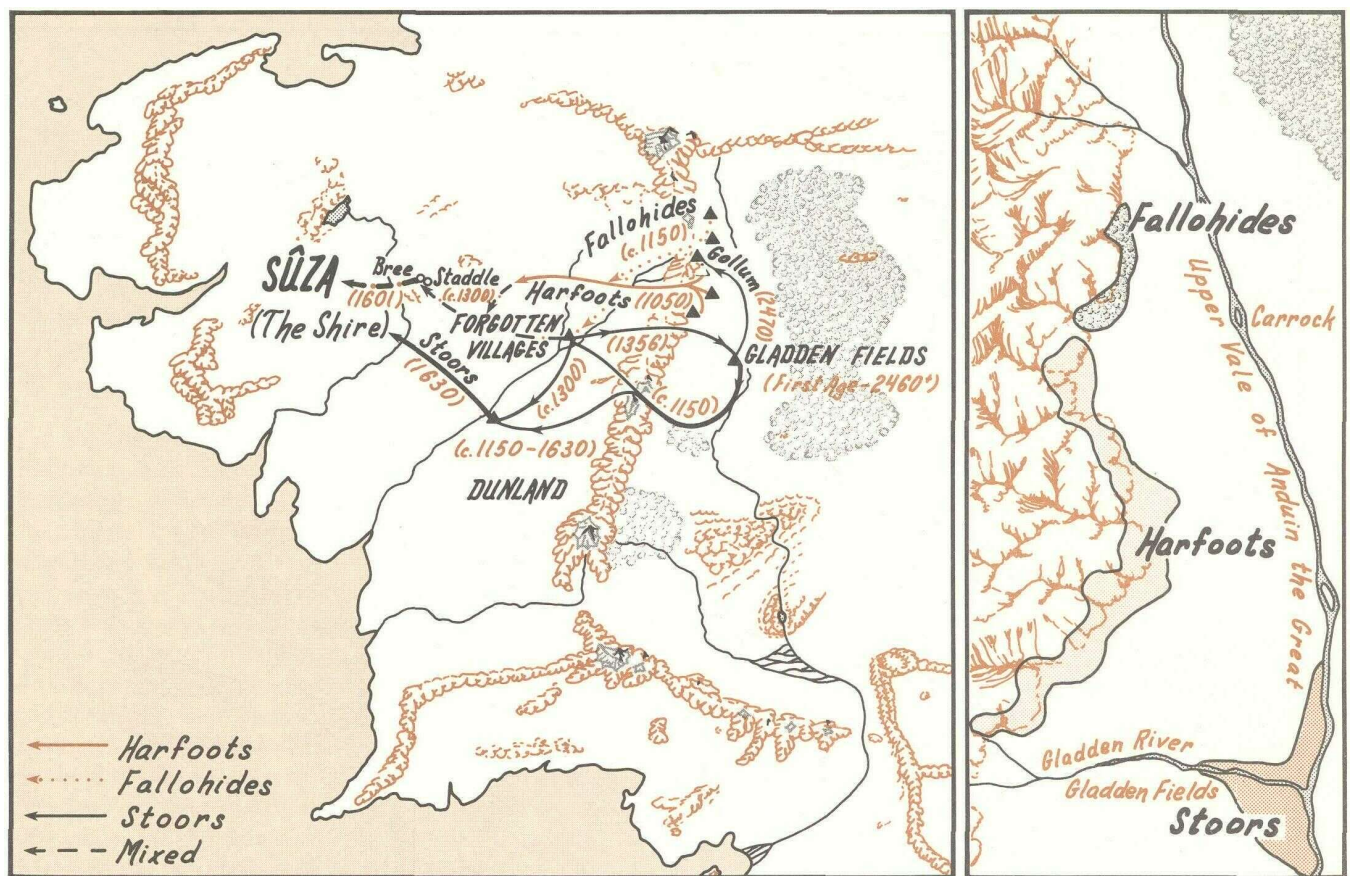 Fallohides
(c.1150)
Gollum
(2470)
SÛZA
Bree
Staddle
(1601)
(c.1300)
Harfoots
(1050)
(The Shire)
FORGOTTEN
VILLAGES
Stoors
(1630)
(1356)
GLADDEN FIELDS
(First Age-2460⁺)
(c.1300)
(c.1150)
(c.1150-1630)
DUNLAND
Harfoots
Fallohides
Stoors
Mixed
Fallohides
Upper Vale of Anduin the Great
Carrock
Harfoots
Gladden River
Gladden Fields
Stoors